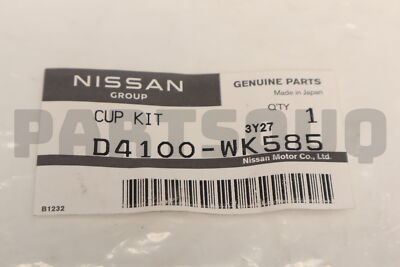 NISSAN
GROUP
GENUINE PARTS
Made in Japan
QTY
CUP KIT
1
3Y27
D4100-WK585
Nissan Motor Co., Ltd.
B1232
PARTSOUQ